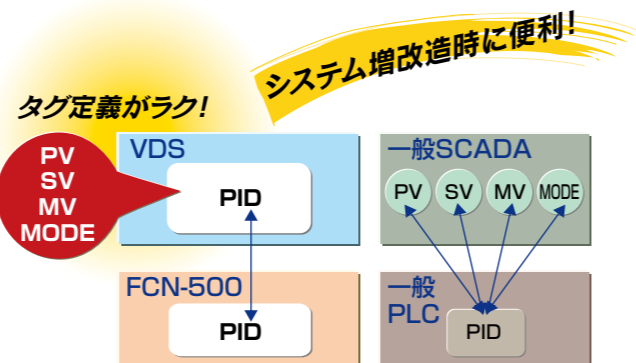 システム増改造時に便利!
タグ定義がラク!
PV
SV
MV
MODE
VDS
PID
FCN-500
PID
一般SCADA
PV SV MV MODE
一般
PLC
PID